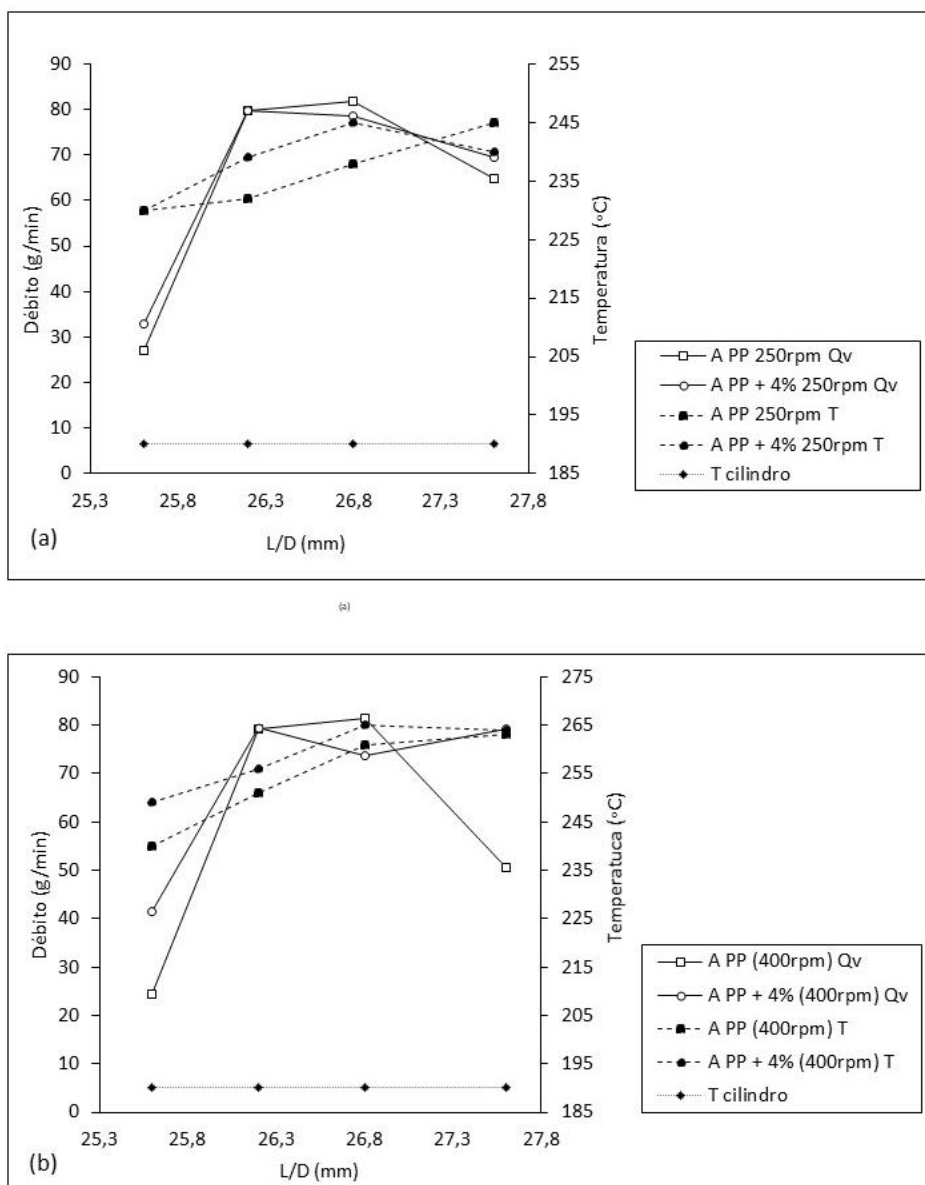 90
80
70
60
50
40
30
20
10
0
Débito (g/min)
255
245
235
225
215
205
195
185
Temperatura (°C)
25,3 25,8 26,3 26,8 27,3 27,8
L/D (mm)
(a)
A PP 250rpm Qv
A PP + 4% 250rpm Qv
A PP 250rpm T
A PP + 4% 250rpm T
T cilindro
(a)
90
80
70
60
50
40
30
20
10
0
Débito (g/min)
275
265
255
245
235
225
215
205
195
185
Temperatuca (°C)
25,3 25,8 26,3 26,8 27,3 27,8
L/D (mm)
(b)
A PP (400rpm) Qv
A PP + 4% (400rpm) Qv
A PP (400rpm) T
A PP + 4% (400rpm) T
T cilindro